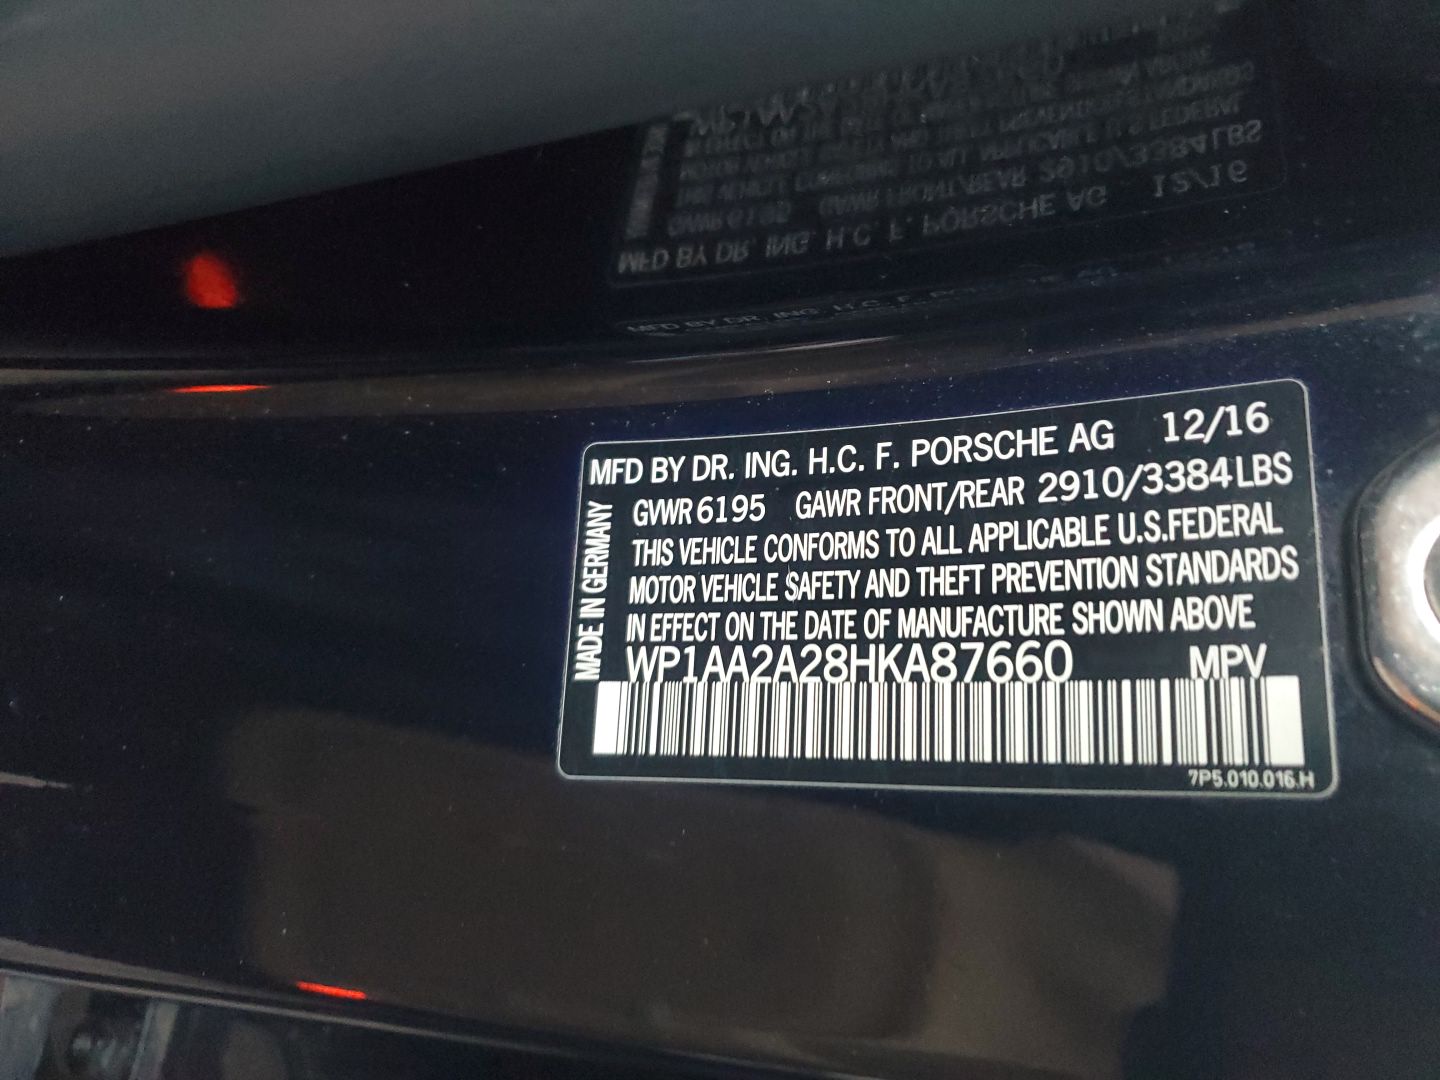 MFD BY DR. ING. H.C. F. PORSCHE AG 12/16
GVWR 6195 GAWR FRONT/REAR 2910/3384 LBS
THIS VEHICLE CONFORMS TO ALL APPLICABLE U.S.FEDERAL
MOTOR VEHICLE SAFETY AND THEFT PREVENTION STANDARDS
IN EFFECT ON THE DATE OF MANUFACTURE SHOWN ABOVE
WP1AA2A28HKA87660 MPV
MADE IN GERMANY
7P5.010.016.H